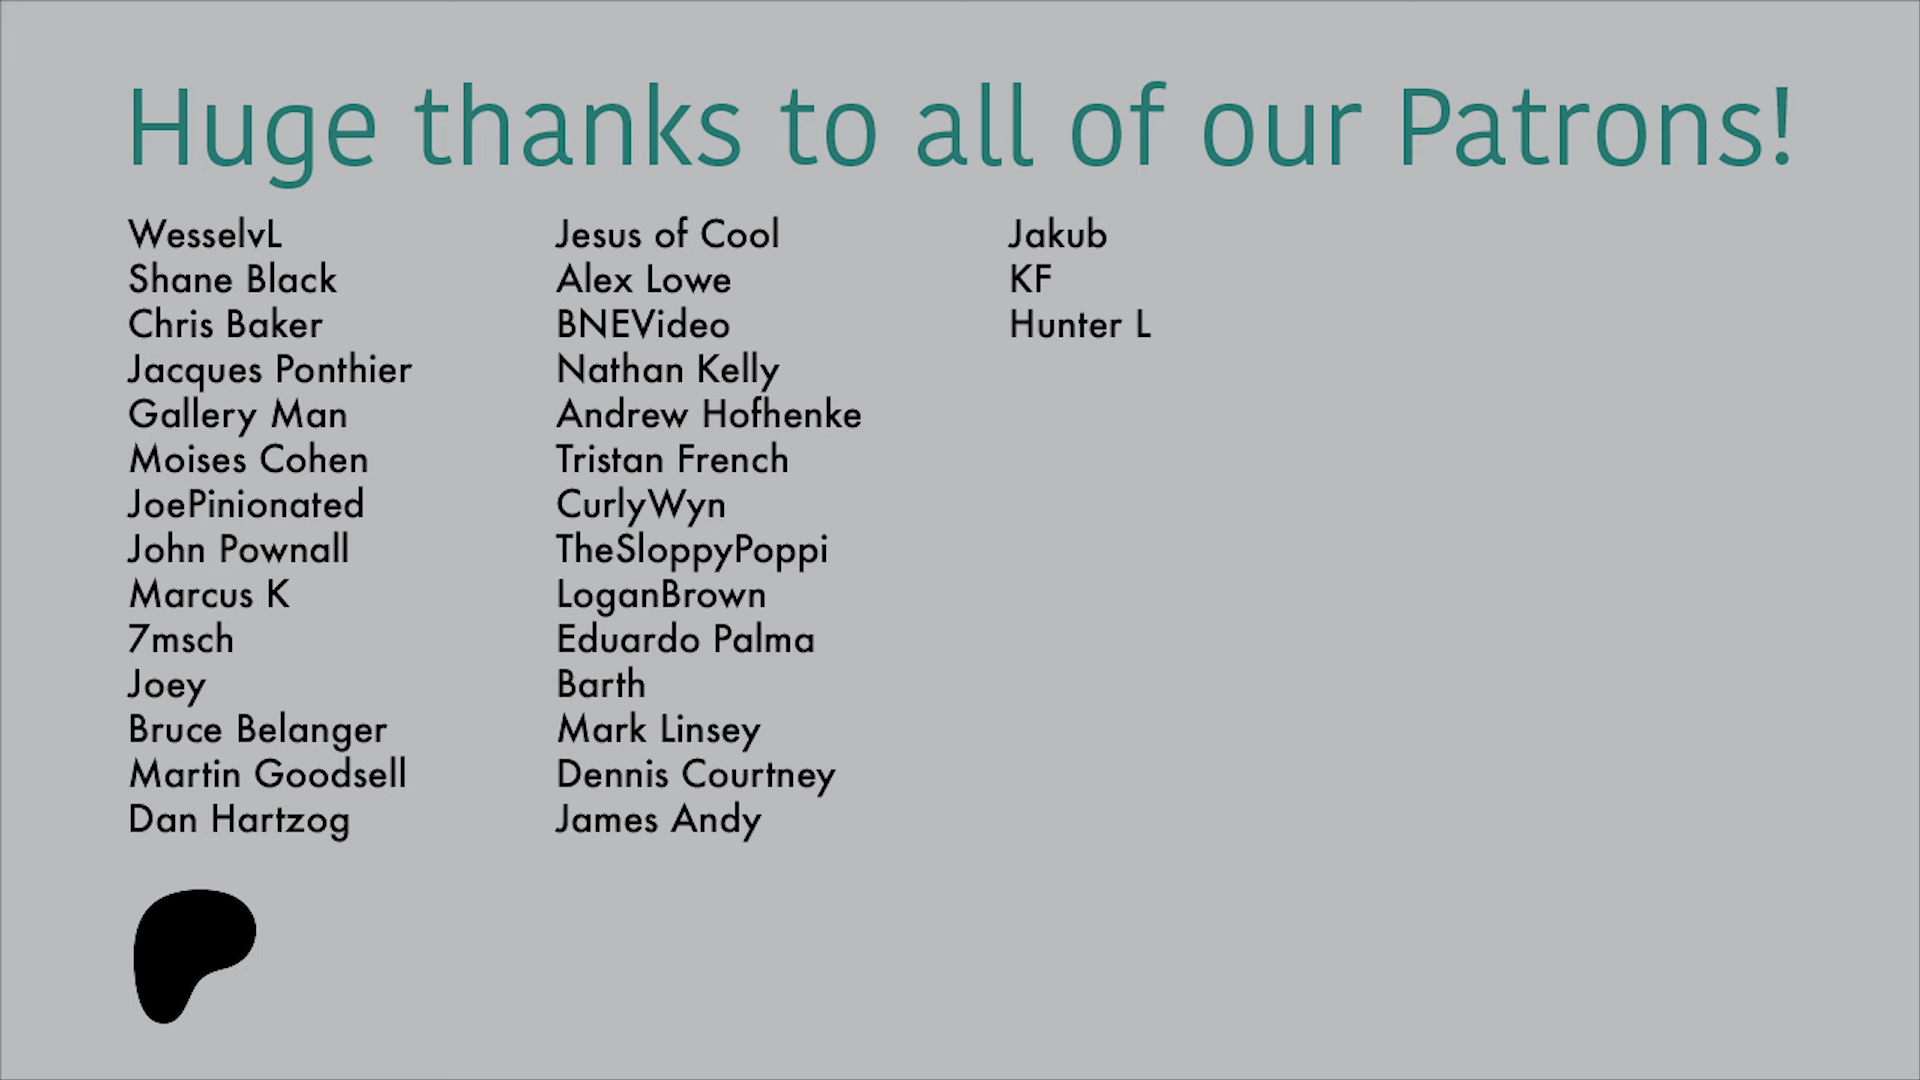 Huge thanks to all of our Patrons!
WesselvL
Shane Black
Chris Baker
Jacques Ponthier
Gallery Man
Moises Cohen
JoePinionated
John Pownall
Marcus K
7msch
Joey
Bruce Belanger
Martin Goodsell
Dan Hartzog
Jesus of Cool
Alex Lowe
BNEVideo
Nathan Kelly
Andrew Hofhenke
Tristan French
CurlyWyn
TheSloppyPoppi
LoganBrown
Eduardo Palma
Barth
Mark Linsey
Dennis Courtney
James Andy
Jakub
KF
Hunter L